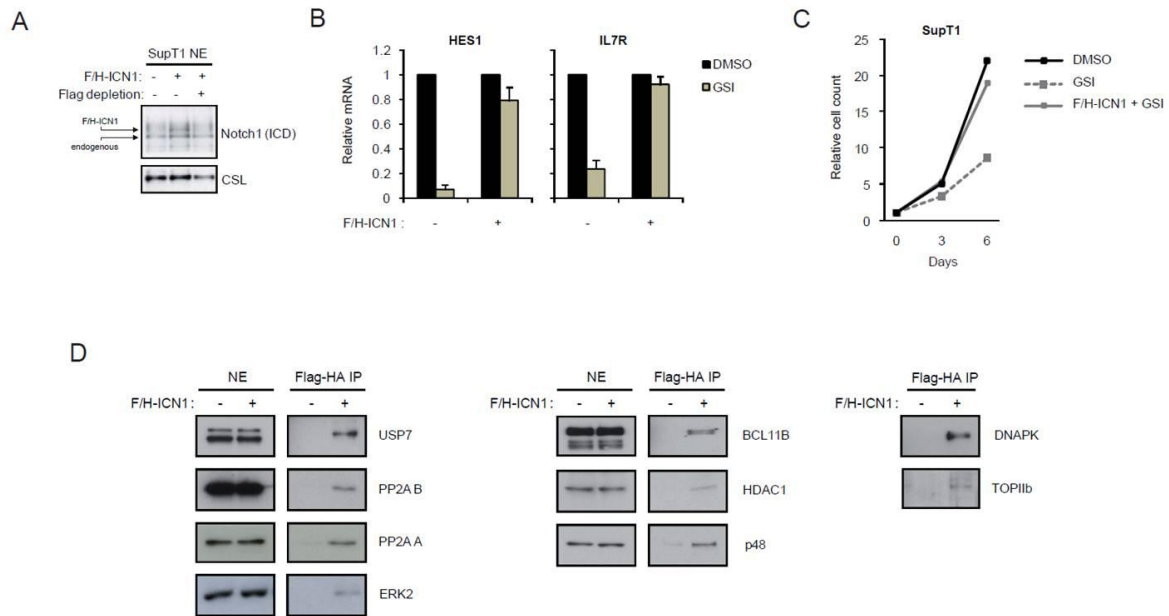 A
SupT1 NE
F/H-ICN1: - + +
Flag depletion: - - +
F/H-ICN1
endogenous
Notch1 (ICD)
CSL
B
HES1
IL7R
Relative mRNA
1.2
1
0.8
0.6
0.4
0.2
0
F/H-ICN1 : - + - +
DMSO
GSI
C
SupT1
Relative cell count
25
20
15
10
5
0
0 3 6
Days
DMSO
GSI
F/H-ICN1 + GSI
D
NE Flag-HA IP
F/H-ICN1 : - + - +
USP7
PP2A B
PP2A A
ERK2
NE Flag-HA IP
F/H-ICN1 : - + - +
BCL11B
HDAC1
p48
Flag-HA IP
F/H-ICN1 : - +
DNAPK
TOPIIb